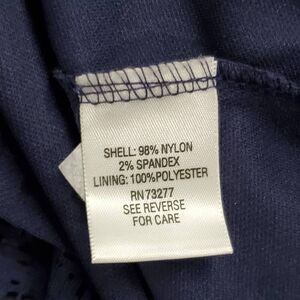 SHELL: 98% NYLON
2% SPANDEX
LINING: 100%POLYESTER
RN 73277
SEE REVERSE
FOR CARE